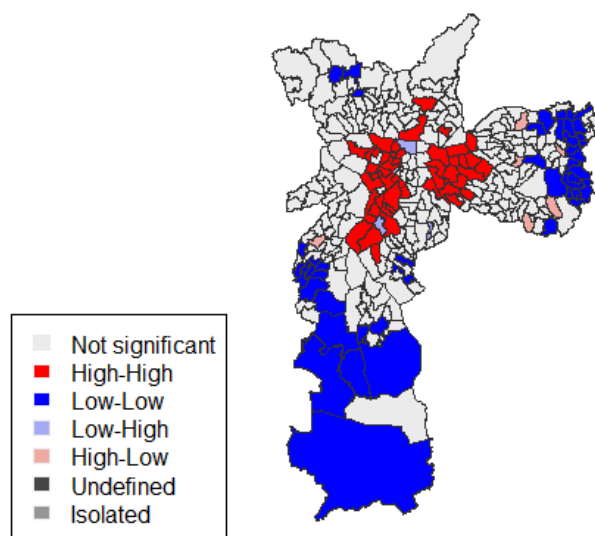 Not significant
High-High
Low-Low
Low-High
High-Low
Undefined
Isolated